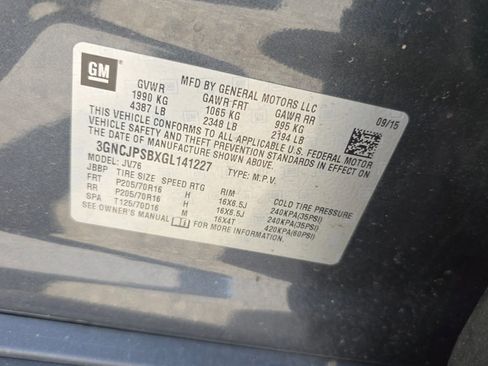 GM
MFD BY GENERAL MOTORS LLC
09/15
GVWR GAWR FRT GAWR RR
1990 KG 1065 KG 995 KG
4387 LB 2348 LB 2194 LB
THIS VEHICLE CONFORMS TO ALL APPLICABLE U.S. FEDERAL MOTOR
VEHICLE SAFETY AND THEFT PREVENTION STANDARDS IN EFFECT ON
THE DATE OF MANUFACTURE SHOWN ABOVE.
3GNCJPSBXGL141227 TYPE: M.P.V.
MODEL: JV76
JBBP TIRE SIZE SPEED RTG RIM COLD TIRE PRESSURE
FRT P205/70R16 H 16X6.5J 240KPA(35PSI)
RR P205/70R16 H 16X6.5J 240KPA(35PSI)
SPA T125/70D16 M 16X4T 420KPA(60PSI)
SEE OWNER'S MANUAL FOR MORE INFORMATION.